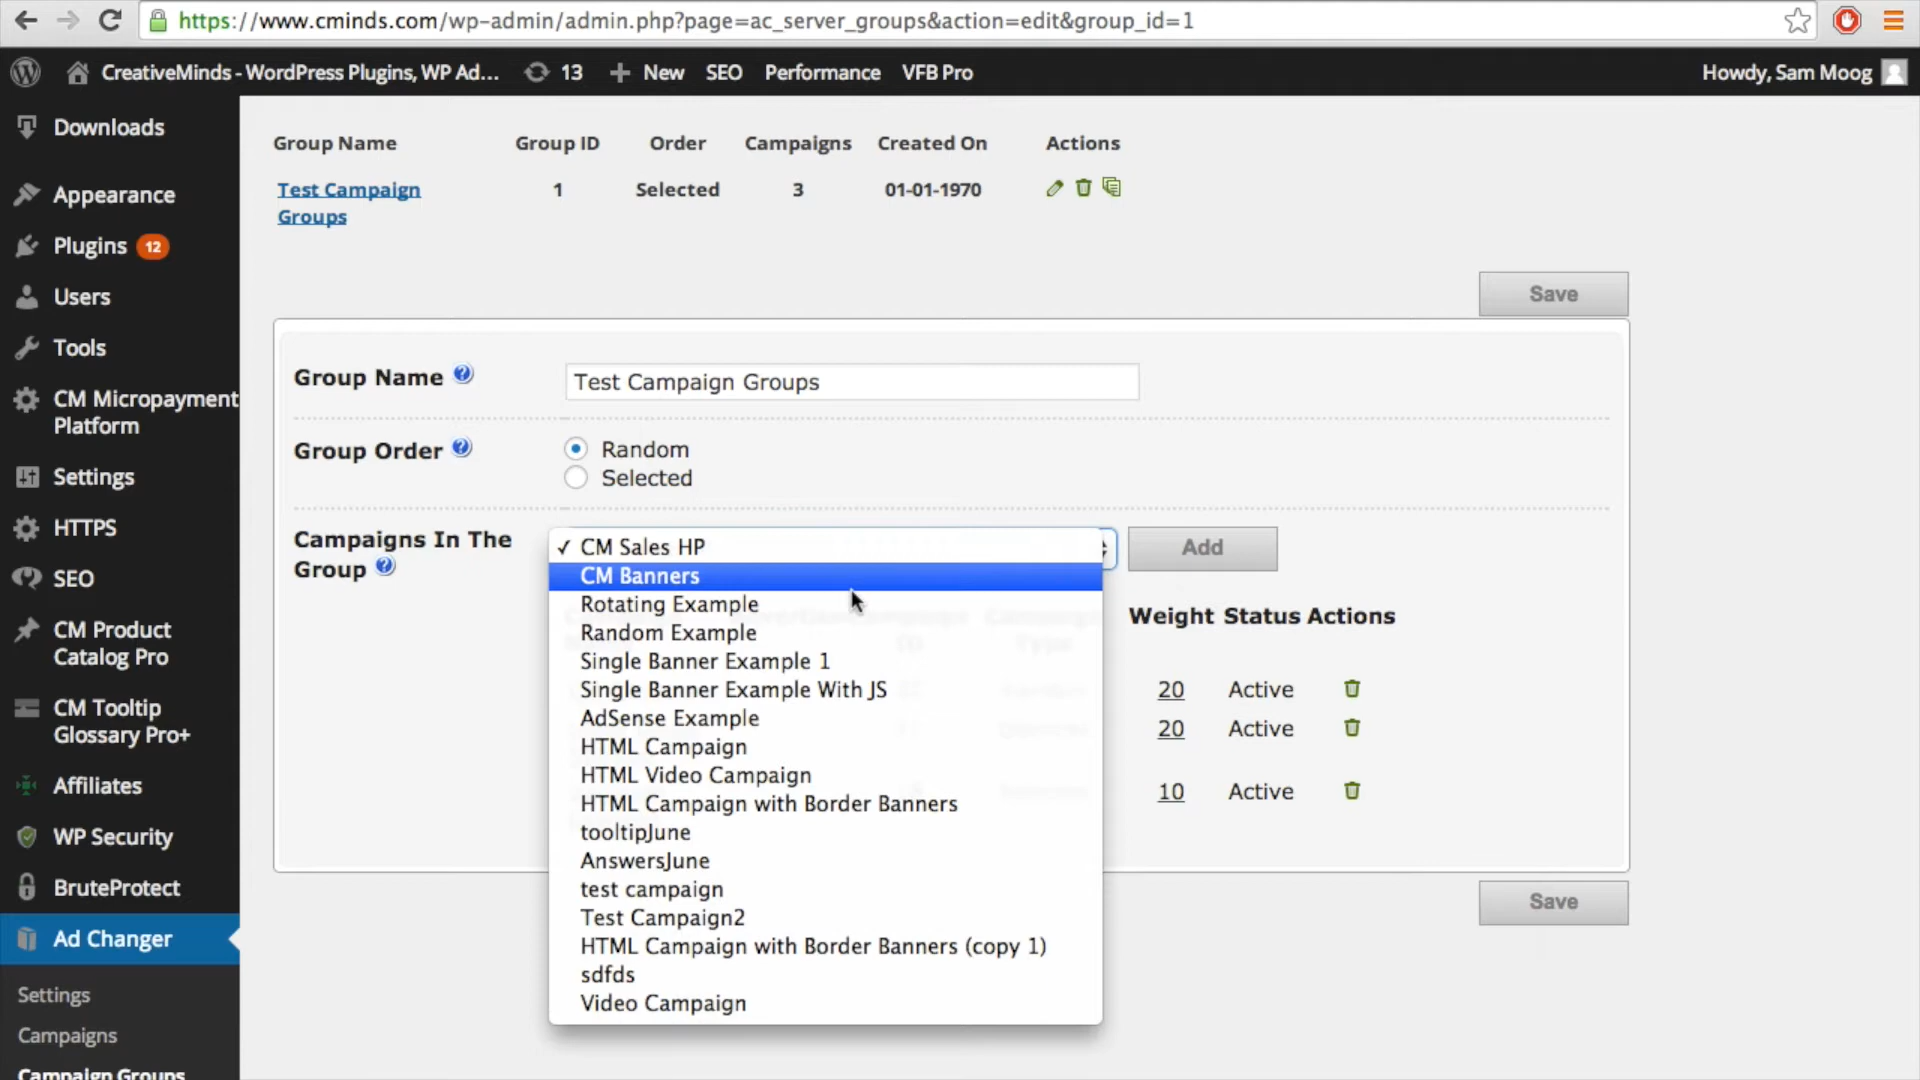 https://www.cminds.com/wp-admin/admin.php?page=ac_server_groups&action=edit&group_id=1
CreativeMinds - WordPress Plugins, WP Ad... 13 New SEO Performance VFB Pro Howdy, Sam Moog
Downloads
Appearance
Plugins 12
Users
Tools
CM Micropayment
Platform
Settings
HTTPS
SEO
CM Product
Catalog Pro
CM Tooltip
Glossary Pro+
Affiliates
WP Security
BruteProtect
Ad Changer
Settings
Campaigns
Campaign Groups
Group Name Group ID Order Campaigns Created On Actions
Test Campaign
Groups
1 Selected 3 01-01-1970
Save
Group Name Test Campaign Groups
Group Order Random
Selected
Campaigns In The
Group
✓ CM Sales HP
CM Banners
Rotating Example
Random Example
Single Banner Example 1
Single Banner Example With JS
AdSense Example
HTML Campaign
HTML Video Campaign
HTML Campaign with Border Banners
tooltipJune
AnswersJune
test campaign
Test Campaign2
HTML Campaign with Border Banners (copy 1)
sdfds
Video Campaign
Add
Weight Status Actions
20 Active
20 Active
10 Active
Save